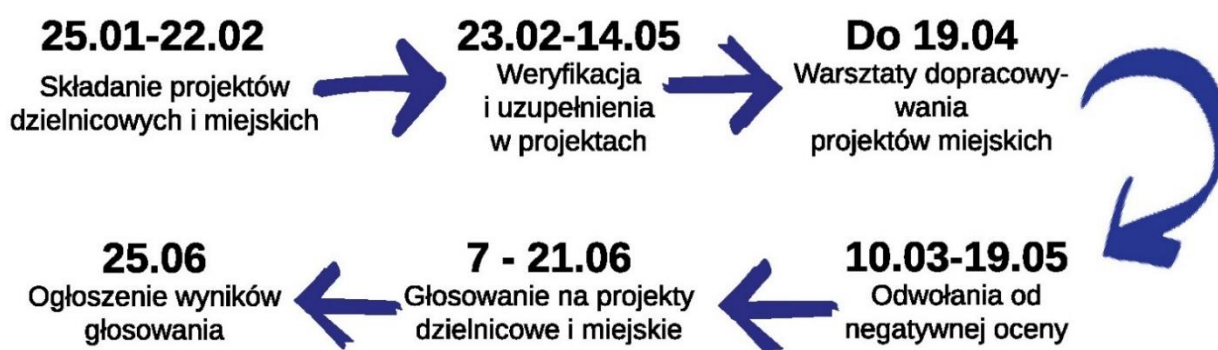 25.01-22.02
Składanie projektów
dzielnicowych i miejskich
23.02-14.05
Weryfikacja
i uzupełnienia
w projektach
Do 19.04
Warsztaty dopracowy-
wania
projektów miejskich
10.03-19.05
Odwołania od
negatywnej oceny
7 - 21.06
Głosowanie na projekty
dzielnicowe i miejskie
25.06
Ogłoszenie wyników
głosowania